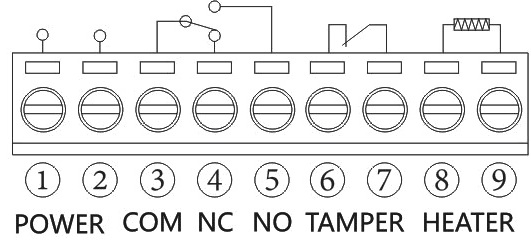 1 2 3 4 5 6 7 8 9
POWER COM NC NO TAMPER HEATER